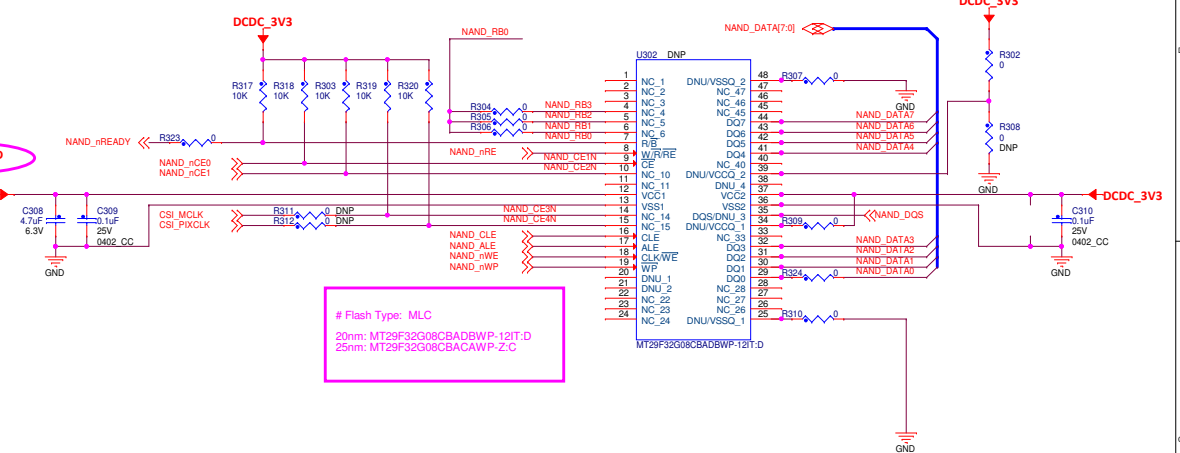 DCDC_3V3
DCDC_3V3
NAND_RB0
NAND_DATA[7:0]
U302 DNP
R302
0
R317
10K
R318
10K
R303
10K
R319
10K
R320
10K
1 NC_1
2 NC_2
3 NC_3
4 NC_4
5 NC_5
6 NC_6
7 R/B
8 W/R/RE
9 CE
10 NC_10
11 NC_11
12 VCC1
13 VSS1
14 NC_14
15 NC_15
16 CLE
17 ALE
18 CLK/WE
19 WP
20 DNU_1
21 DNU_2
22 NC_22
23 NC_23
24 NC_24
48 DNU/VSSQ_2
47 NC_47
46 NC_46
45 NC_45
44 DQ7
43 DQ6
42 DQ5
41 DQ4
40 NC_40
39 DNU/VCCQ_2
38 DNU_4
37 VCC2
36 VSS2
35 DQS/DNU_3
34 DNU/VCCQ_1
33 NC_33
32 DQ3
31 DQ2
30 DQ1
29 DQ0
28 NC_28
27 NC_27
26 NC_26
25 DNU/VSSQ_1
MT29F32G08CBADBWP-12IT:D
R307 0
GND
R304 0 NAND_RB3
R305 0 NAND_RB2
R306 0 NAND_RB1
NAND_RB0
NAND_DATA7
NAND_DATA6
NAND_DATA5
NAND_DATA4
R308
0
DNP
GND
NAND_nREADY R323 0
NAND_nRE
NAND_nCE0
NAND_nCE1
NAND_CE1N
NAND_CE2N
C308
4.7uF
6.3V
C309
0.1uF
25V
0402_CC
GND
CSI_MCLK R311 0 DNP NAND_CE3N
CSI_PIXCLK R312 0 DNP NAND_CE4N
NAND_CLE
NAND_ALE
NAND_nWE
NAND_nWP
NAND_DQS
R309 0
DCDC_3V3
C310
0.1uF
25V
0402_CC
GND
NAND_DATA3
NAND_DATA2
NAND_DATA1
NAND_DATA0
R324 0
R310 0
GND
# Flash Type: MLC
20nm: MT29F32G08CBADBWP-12IT:D
25nm: MT29F32G08CBACAWP-Z:C